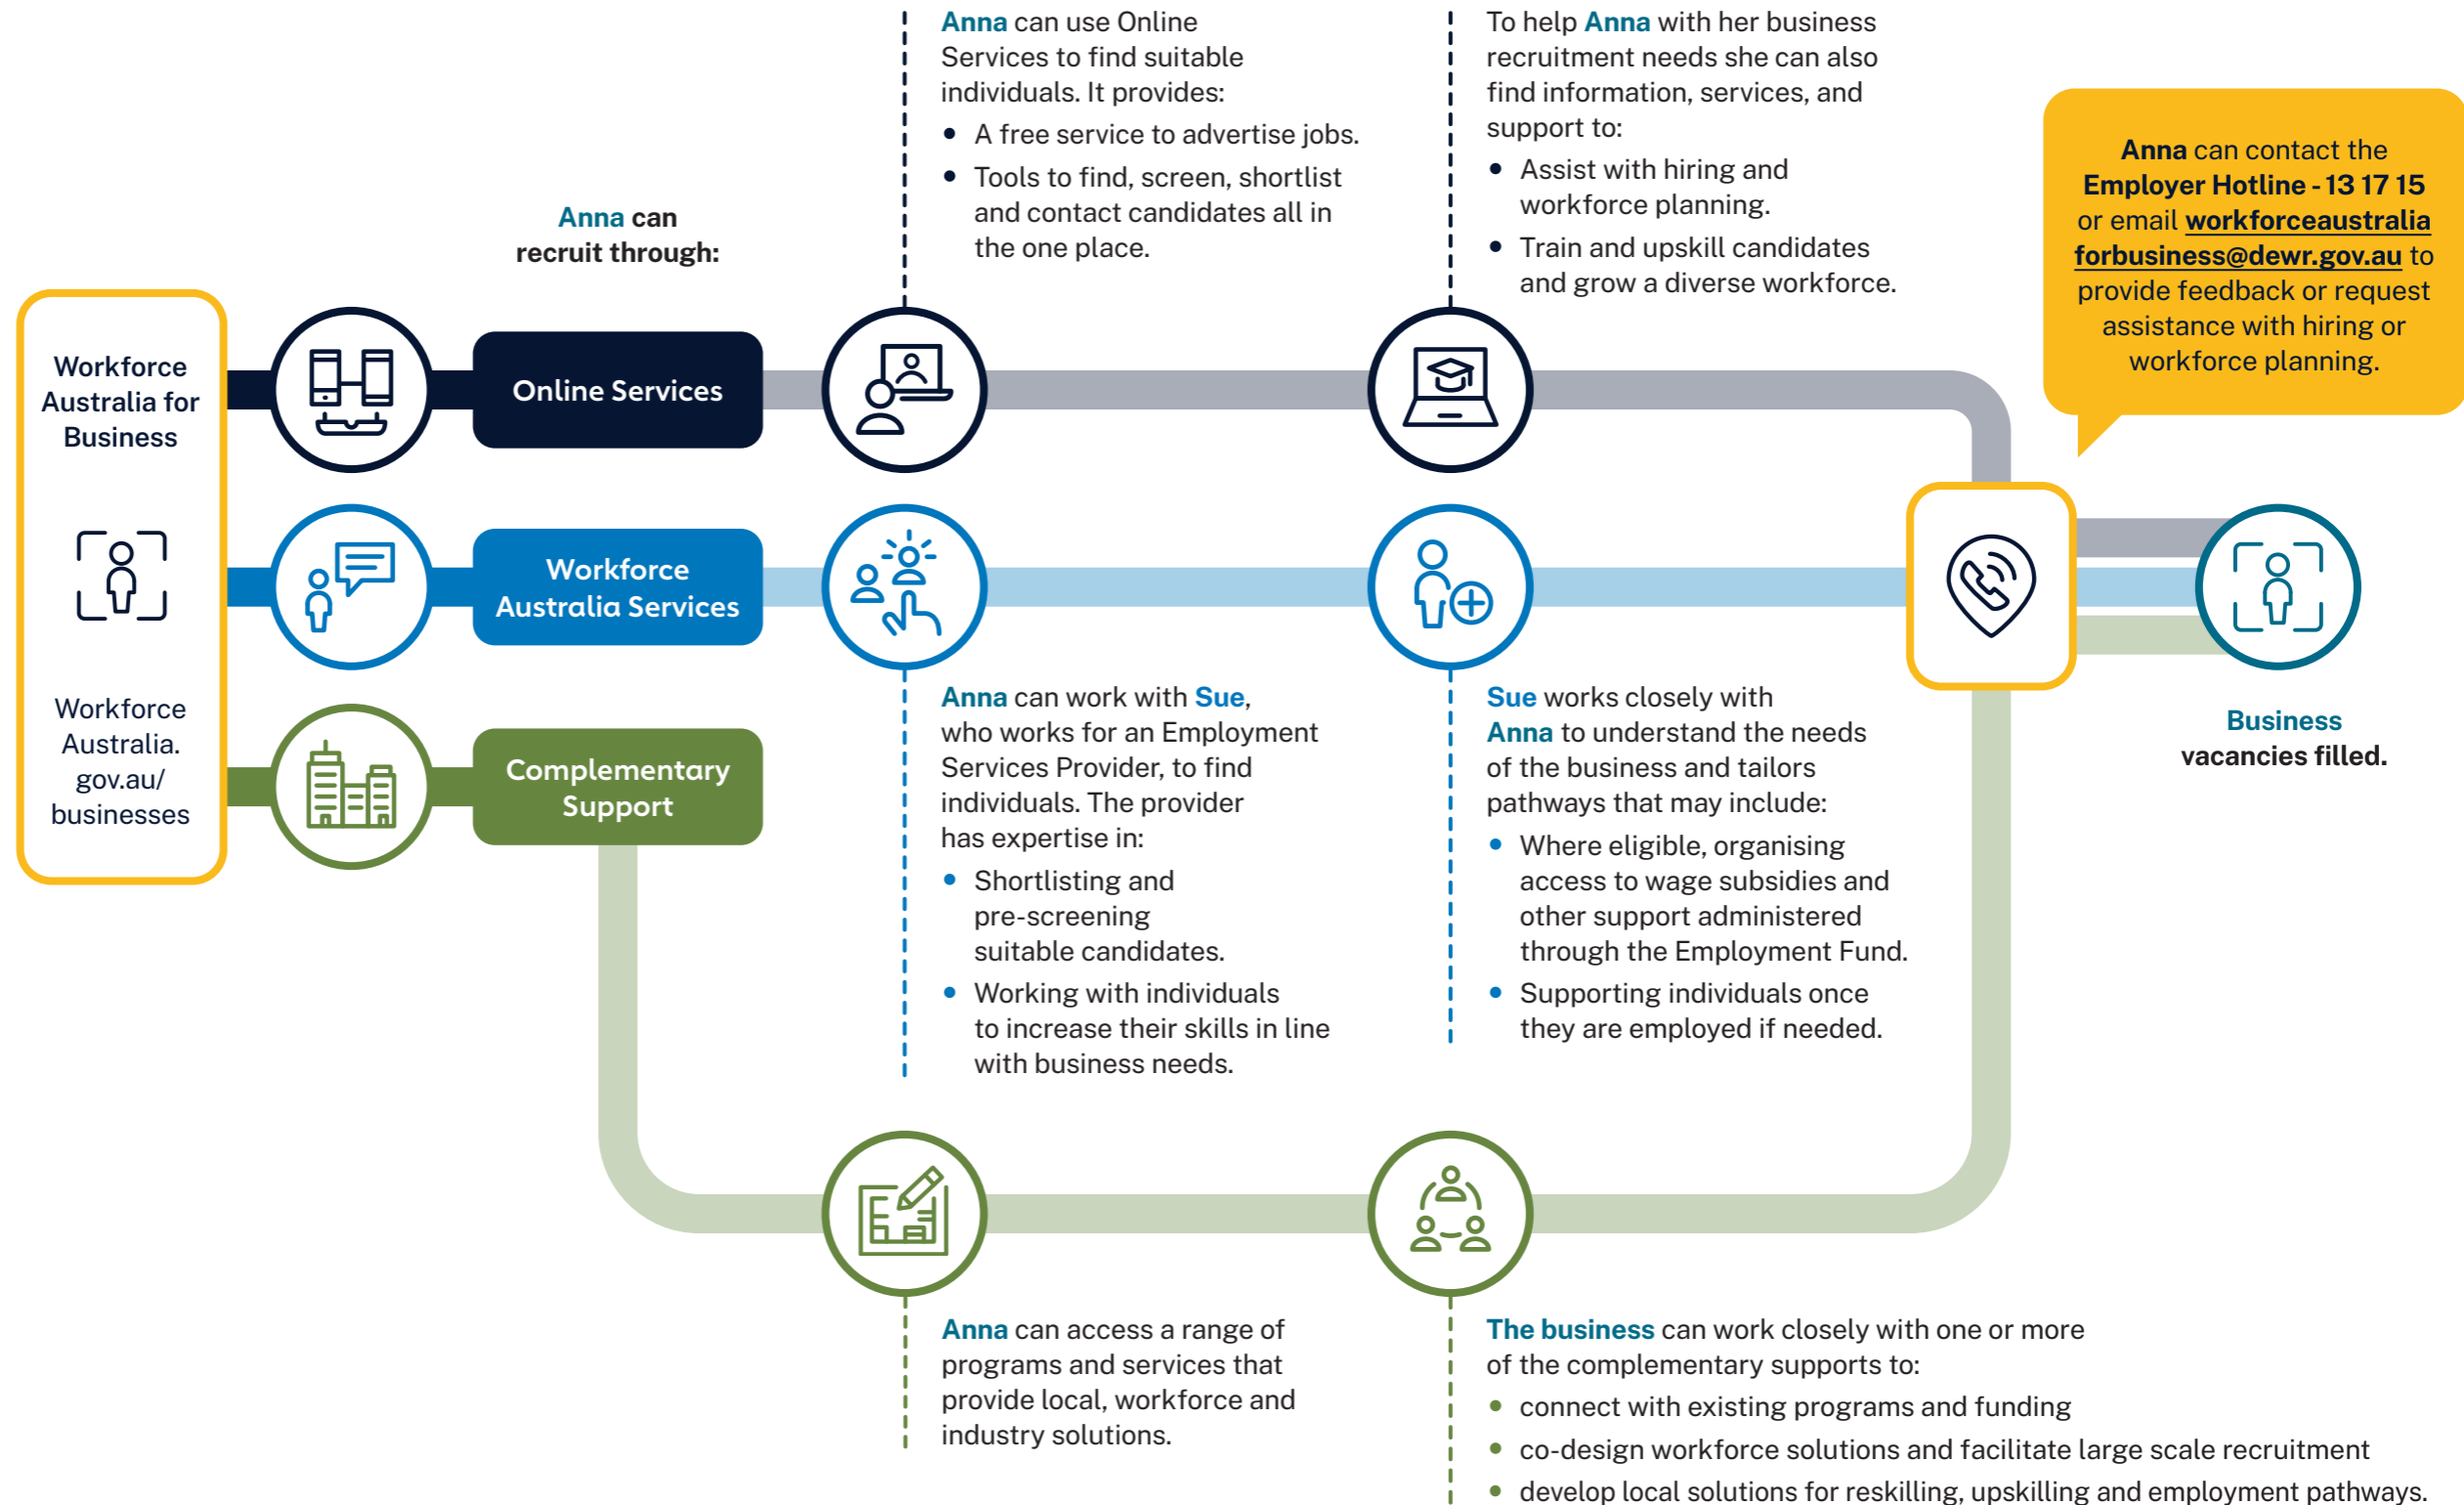 Workforce
Australia for
Business
Workforce
Australia.
gov.au/
businesses
Anna can
recruit through:
Online Services
Anna can use Online
Services to find suitable
individuals. It provides:
• A free service to advertise jobs.
• Tools to find, screen, shortlist
and contact candidates all in
the one place.
To help Anna with her business
recruitment needs she can also
find information, services, and
support to:
• Assist with hiring and
workforce planning.
• Train and upskill candidates
and grow a diverse workforce.
Workforce
Australia Services
Anna can work with Sue,
who works for an Employment
Services Provider, to find
individuals. The provider
has expertise in:
• Shortlisting and
pre-screening
suitable candidates.
• Working with individuals
to increase their skills in line
with business needs.
Sue works closely with
Anna to understand the needs
of the business and tailors
pathways that may include:
• Where eligible, organising
access to wage subsidies and
other support administered
through the Employment Fund.
• Supporting individuals once
they are employed if needed.
Complementary
Support
Anna can access a range of
programs and services that
provide local, workforce and
industry solutions.
The business can work closely with one or more
of the complementary supports to:
• connect with existing programs and funding
• co-design workforce solutions and facilitate large scale recruitment
• develop local solutions for reskilling, upskilling and employment pathways.
Anna can contact the
Employer Hotline - 13 17 15
or email workforceaustralia
forbusiness@dewr.gov.au to
provide feedback or request
assistance with hiring or
workforce planning.
Business
vacancies filled.